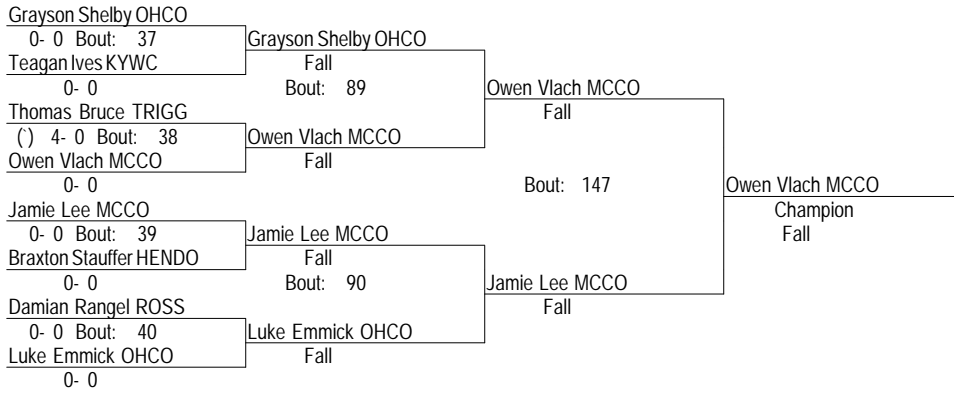 Grayson Shelby OHCO
0- 0 Bout: 37
Grayson Shelby OHCO
Teagan Ives KYWC
Fall
0- 0
Bout: 89
Owen Vlach MCCO
Thomas Bruce TRIGG
Fall
(`) 4- 0 Bout: 38
Owen Vlach MCCO
Owen Vlach MCCO
Fall
0- 0
Bout: 147
Owen Vlach MCCO
Jamie Lee MCCO
Champion
0- 0 Bout: 39
Jamie Lee MCCO
Fall
Braxton Stauffer HENDO
Fall
0- 0
Bout: 90
Jamie Lee MCCO
Damian Rangel ROSS
Fall
0- 0 Bout: 40
Luke Emmick OHCO
Luke Emmick OHCO
Fall
0- 0